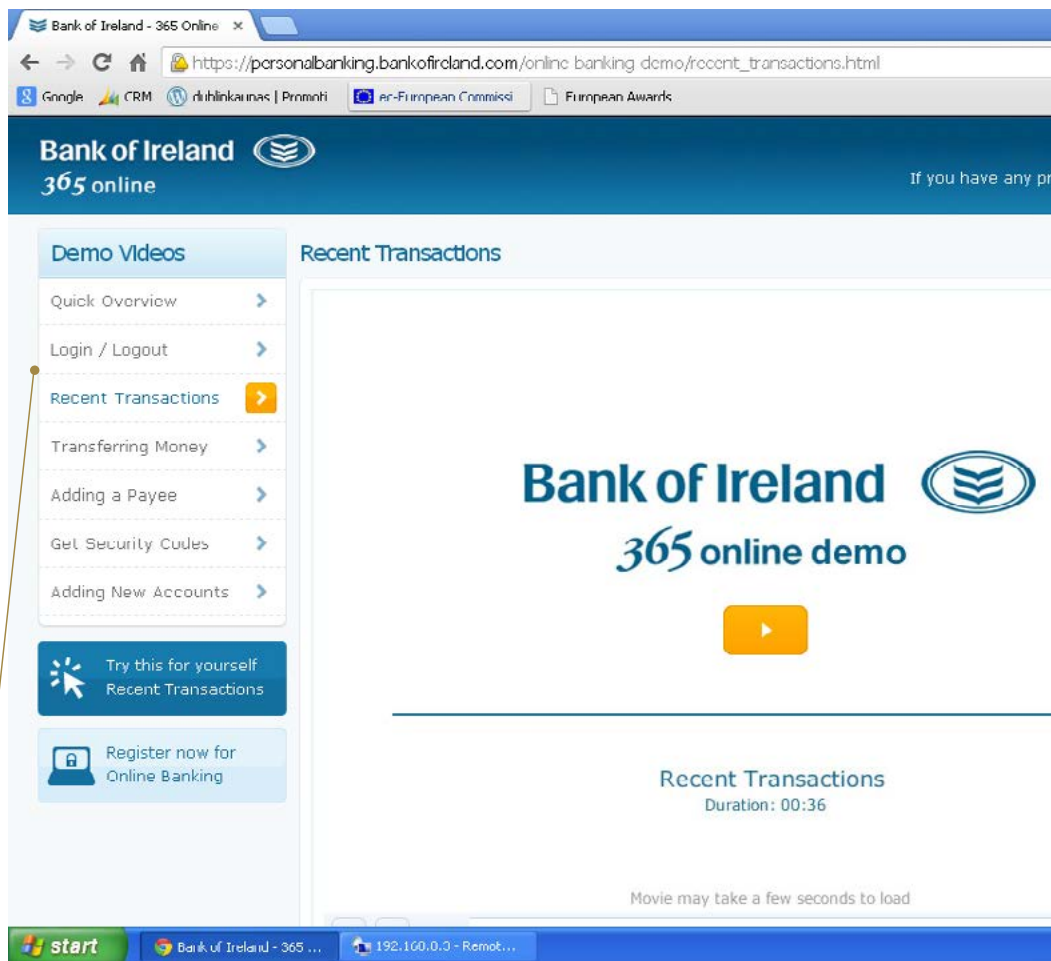 Bank of Ireland - 365 Online
https://personalbanking.bankofireland.com/online banking demo/recent_transactions.html
Google CRM dublinkaunas | Promoti ec-European Commissi European Awards
Bank of Ireland
365 online
If you have any pr
Demo Videos
Recent Transactions
Quick Overview
Login / Logout
Recent Transactions
Transferring Money
Adding a Payee
Get Security Codes
Adding New Accounts
Try this for yourself
Recent Transactions
Register now for
Online Banking
Bank of Ireland
365 online demo
Recent Transactions
Duration: 00:36
Movie may take a few seconds to load
start
Bank of Ireland - 365 ...
Remot...